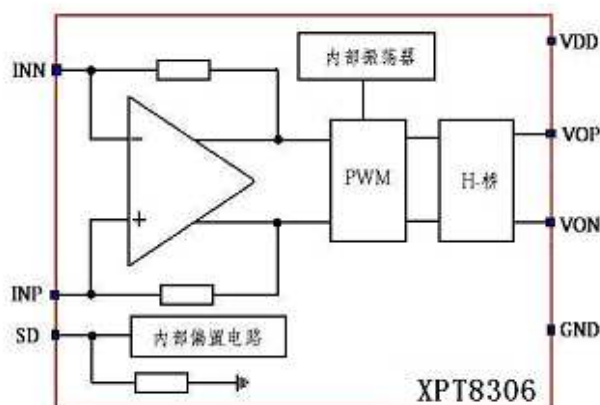 INN
内部振荡器
VDD
VOP
PWM
H-桥
VON
INP
SD
内部偏置电路
GND
XPT8306